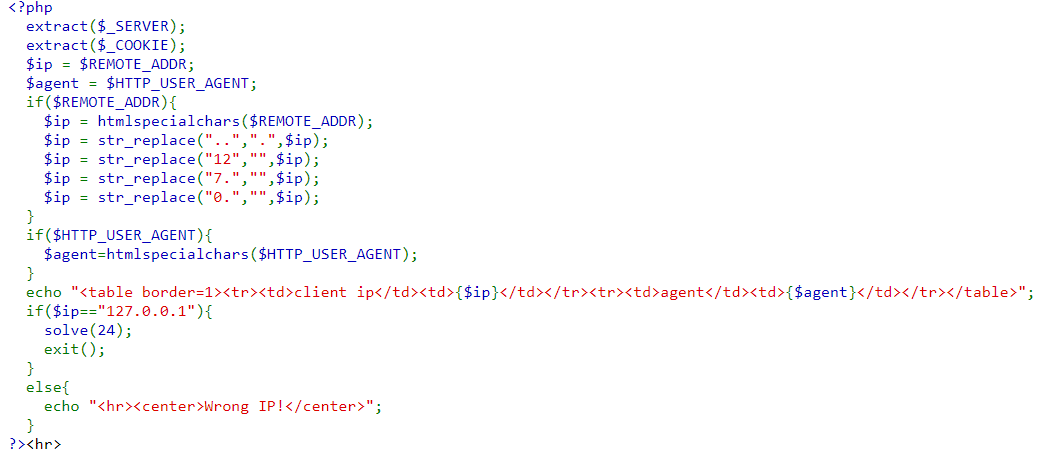 <?php
  extract($_SERVER);
  extract($_COOKIE);
  $ip = $REMOTE_ADDR;
  $agent = $HTTP_USER_AGENT;
  if($REMOTE_ADDR){
    $ip = htmlspecialchars($REMOTE_ADDR);
    $ip = str_replace("..",".",$ip);
    $ip = str_replace("12","",$ip);
    $ip = str_replace("7.","",$ip);
    $ip = str_replace("0.","",$ip);
  }
  if($HTTP_USER_AGENT){
    $agent=htmlspecialchars($HTTP_USER_AGENT);
  }
  echo "<table border=1><tr><td>client ip</td><td>{$ip}</td></tr><tr><td>agent</td><td>{$agent}</td></tr></table>";
  if($ip=="127.0.0.1"){
    solve(24);
    exit();
  }
  else{
    echo "<hr><center>Wrong IP!</center>";
  }
?><hr>